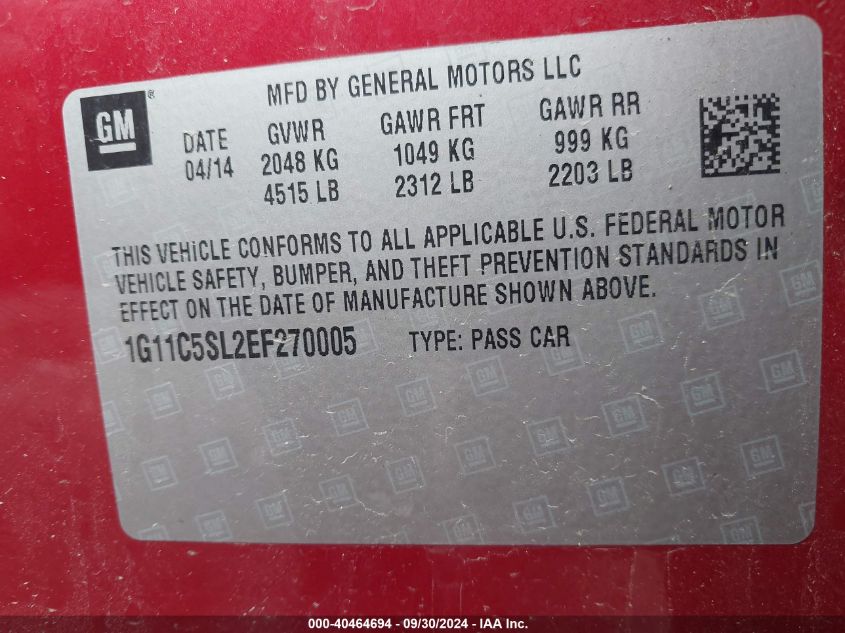 MFD BY GENERAL MOTORS LLC
GM ®
DATE GVWR GAWR FRT GAWR RR
04/14 2048 KG 1049 KG 999 KG
4515 LB 2312 LB 2203 LB
THIS VEHICLE CONFORMS TO ALL APPLICABLE U.S. FEDERAL MOTOR
VEHICLE SAFETY, BUMPER, AND THEFT PREVENTION STANDARDS IN
EFFECT ON THE DATE OF MANUFACTURE SHOWN ABOVE.
1G11C5SL2EF270005 TYPE: PASS CAR
000-40464694 - 09/30/2024 - IAA Inc.